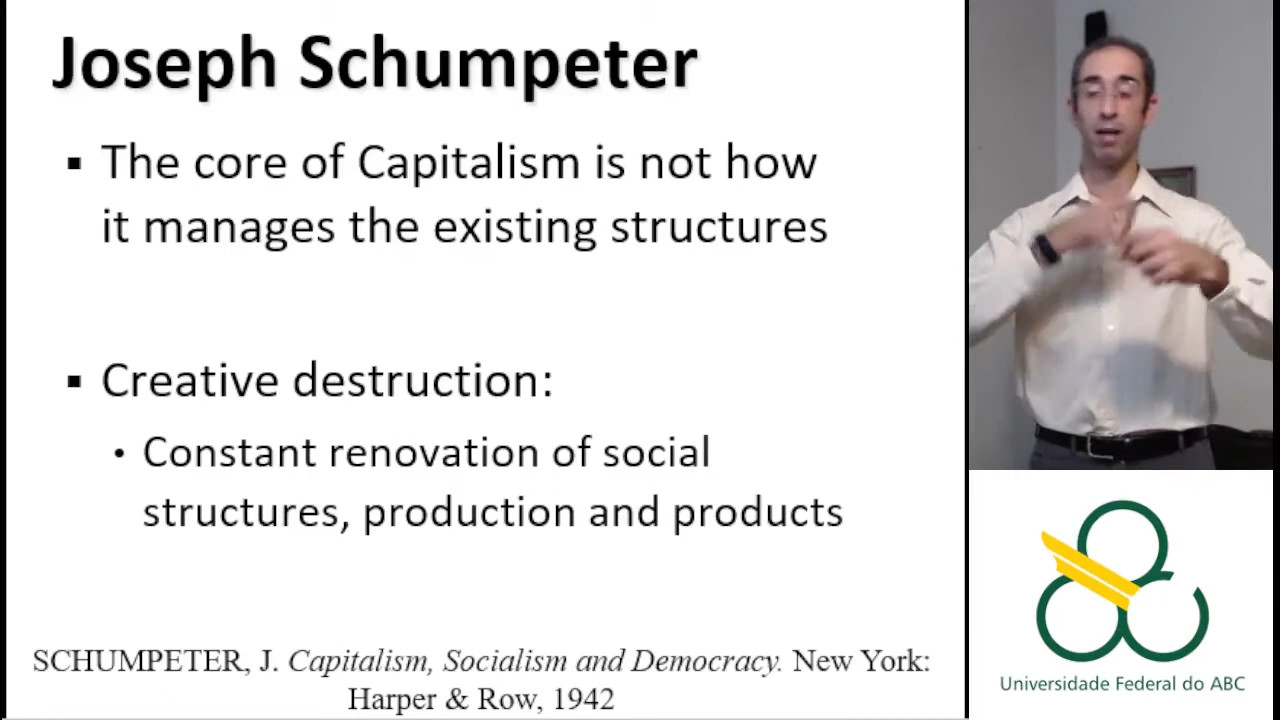 Joseph Schumpeter
▪ The core of Capitalism is not how
it manages the existing structures
▪ Creative destruction:
• Constant renovation of social
structures, production and products
SCHUMPETER, J. Capitalism, Socialism and Democracy. New York:
Harper & Row, 1942
Universidade Federal do ABC